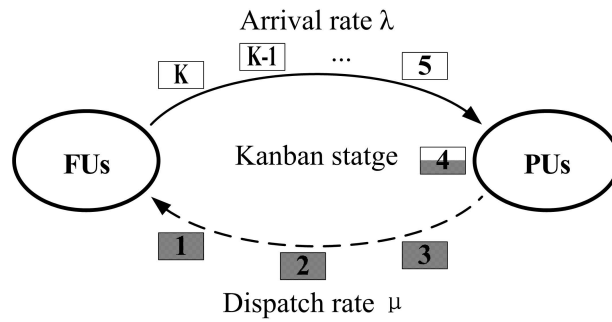 Arrival rate λ
K K-1 ... 5
FUs Kanban statge 4 PUs
1 2 3
Dispatch rate μ